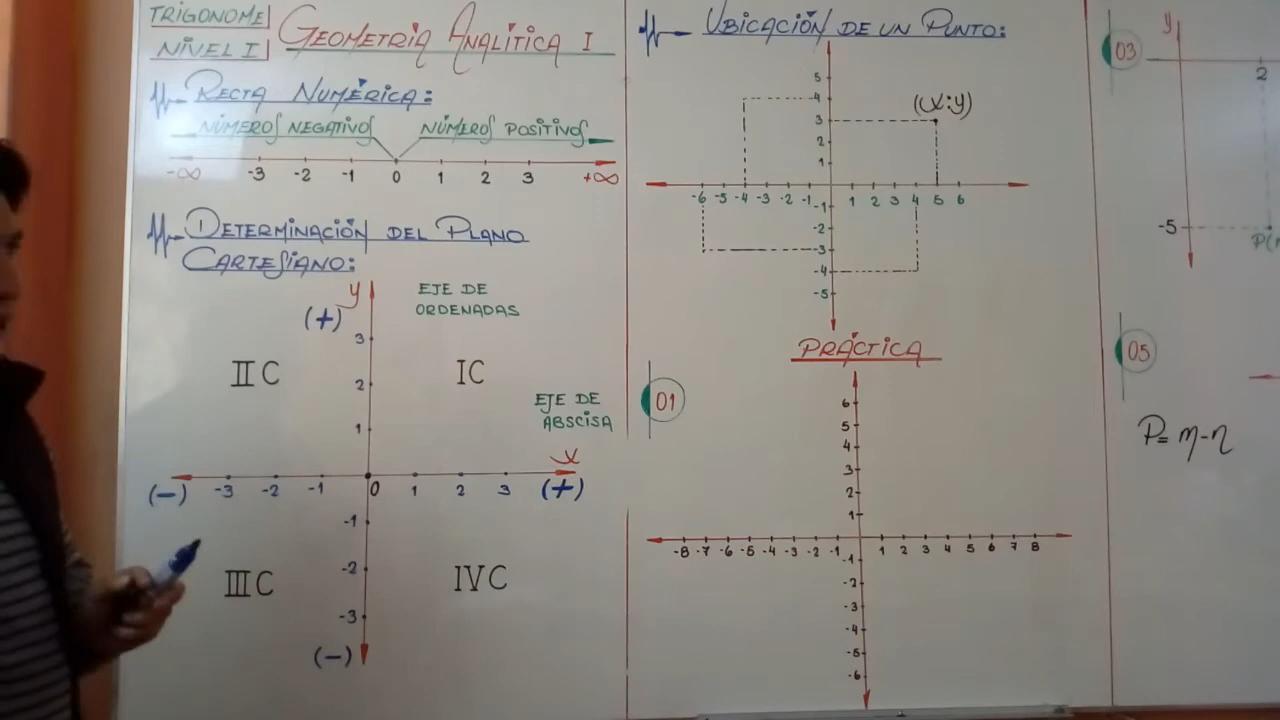 TRIGONOME
NIVEL I
GEOMETRIA ANALÍTICA I
RECTA NUMÉRICA:
NÚMEROS NEGATIVOS
NÚMEROS POSITIVOS
-∞ -3 -2 -1 0 1 2 3 +∞
DETERMINACIÓN DEL PLANO
CARTESIANO:
y
EJE DE
ORDENADAS
(+)
3
II C
IC
2
EJE DE
ABSCISA
1
x
(-) -3 -2 -1 0 1 2 3 (+)
-1
-2
III C
IVC
-3
(-)
UBICACIÓN DE UN PUNTO:
5
4
(x;y)
3
2
1
-6 -5 -4 -3 -2 -1 1 2 3 4 5 6
-1
-2
-3
-4
-5
PRÁCTICA
01
6
5
4
3
2
1
-8 -7 -6 -5 -4 -3 -2 -1 1 2 3 4 5 6 7 8
-1
-2
-3
-4
-5
-6
03
y
2
-5
P(
05
P= m-n